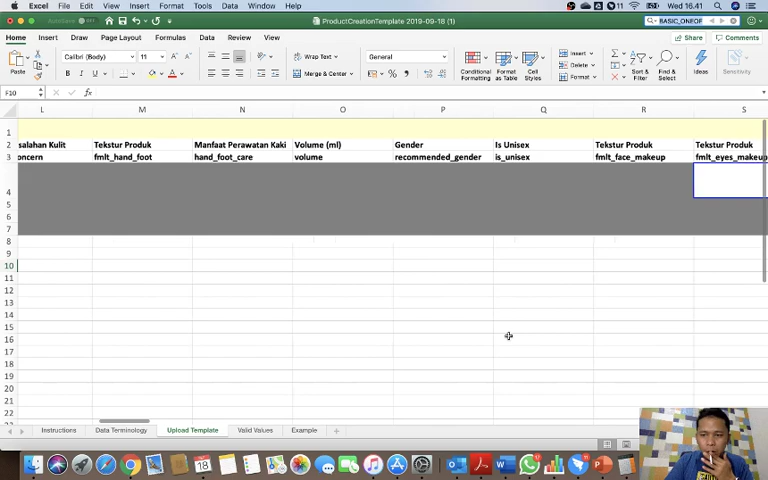 Excel File Edit View Insert Format Tools Data Window Help
11 Wed 16.41
AutoSave OFF
ProductCreationTemplate 2019-09-18 (1)
BASIC_ONEOF
Home Insert Draw Page Layout Formulas Data Review View
Share Comments
Paste
Calibri (Body) 11
B I U
Wrap Text
Merge & Center
General
Conditional Formatting
Format as Table
Cell Styles
Insert
Delete
Format
Sort & Filter
Find & Select
Ideas
Sensitivity
F10 fx
L M N O P Q R S
1
2 salahan Kulit Tekstur Produk Manfaat Perawatan Kaki Volume (ml) Gender Is Unisex Tekstur Produk Tekstur Produk
3 oncern fmlt_hand_foot hand_foot_care volume recommended_gender is_unisex fmlt_face_makeup fmlt_eyes_makeup
4
5
6
7
8
9
10
11
12
13
14
15
16
17
18
19
20
21
22
Instructions Data Terminology Upload Template Valid Values Example
18